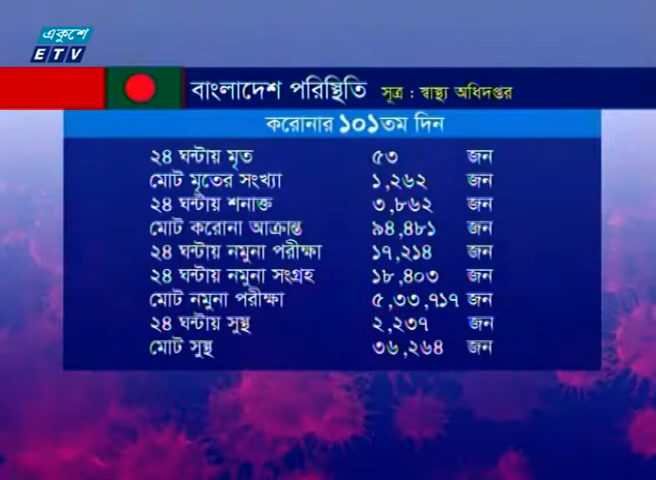 একুশে
ETV
বাংলাদেশ পরিস্থিতি সূত্র : স্বাস্থ্য অধিদপ্তর
করোনার ১০১তম দিন
২৪ ঘন্টায় মৃত ৫৩ জন
মোট মৃতের সংখ্যা ১,২৬২ জন
২৪ ঘন্টায় শনাক্ত ৩,৮৬২ জন
মোট করোনা আক্রান্ত ৯৪,৪৮১ জন
২৪ ঘন্টায় নমুনা পরীক্ষা ১৭,২১৪ জন
২৪ ঘন্টায় নমুনা সংগ্রহ ১৮,৪০৩ জন
মোট নমুনা পরীক্ষা ৫,৩৩,৭১৭ জন
২৪ ঘন্টায় সুস্থ ২,২৩৭ জন
মোট সুস্থ ৩৬,২৬৪ জন